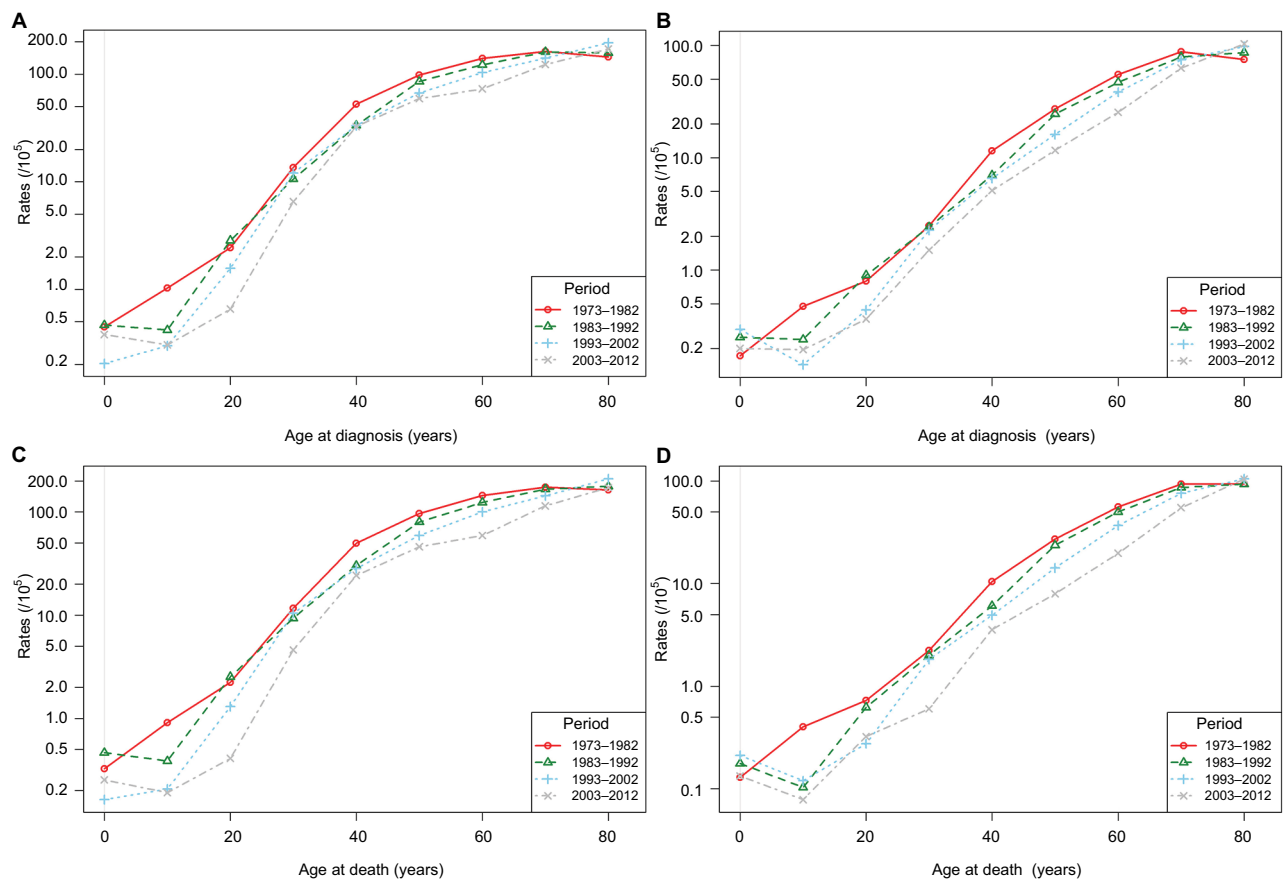 A
Rates (/10⁵)
200.0
100.0
50.0
20.0
10.0
5.0
2.0
1.0
0.5
0.2
0 20 40 60 80
Age at diagnosis (years)
Period
1973–1982
1983–1992
1993–2002
2003–2012
B
Rates (/10⁵)
100.0
50.0
20.0
10.0
5.0
2.0
1.0
0.5
0.2
0 20 40 60 80
Age at diagnosis (years)
Period
1973–1982
1983–1992
1993–2002
2003–2012
C
Rates (/10⁵)
200.0
100.0
50.0
20.0
10.0
5.0
2.0
1.0
0.5
0.2
0 20 40 60 80
Age at death (years)
Period
1973–1982
1983–1992
1993–2002
2003–2012
D
Rates (/10⁵)
100.0
50.0
10.0
5.0
1.0
0.5
0.1
0 20 40 60 80
Age at death (years)
Period
1973–1982
1983–1992
1993–2002
2003–2012